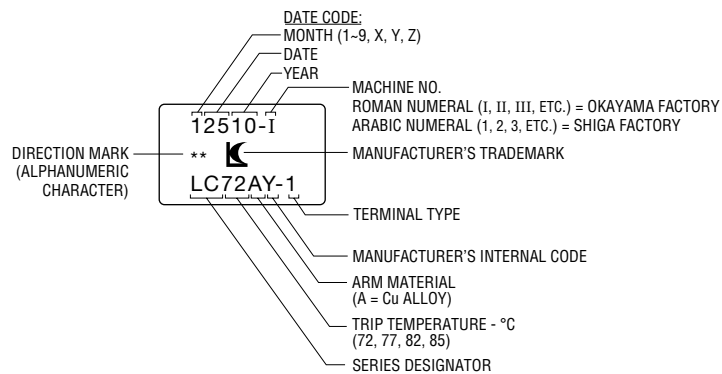 DATE CODE:
MONTH (1~9, X, Y, Z)
DATE
YEAR
MACHINE NO.
ROMAN NUMERAL (I, II, III, ETC.) = OKAYAMA FACTORY
ARABIC NUMERAL (1, 2, 3, ETC.) = SHIGA FACTORY
12510-I
DIRECTION MARK
(ALPHANUMERIC
CHARACTER)
**
MANUFACTURER'S TRADEMARK
LC72AY-1
TERMINAL TYPE
MANUFACTURER'S INTERNAL CODE
ARM MATERIAL
(A = Cu ALLOY)
TRIP TEMPERATURE - °C
(72, 77, 82, 85)
SERIES DESIGNATOR